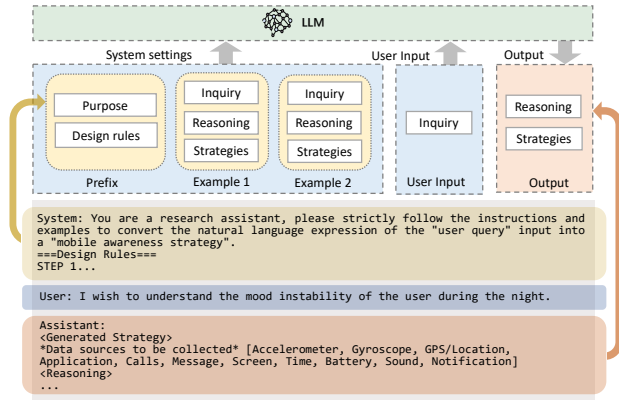 LLM
System settings
User Input
Output
Purpose
Design rules
Prefix
Inquiry
Reasoning
Strategies
Example 1
Inquiry
Reasoning
Strategies
Example 2
Inquiry
User Input
Reasoning
Strategies
Output
System: You are a research assistant, please strictly follow the instructions and
examples to convert the natural language expression of the "user query" input into
a "mobile awareness strategy".
===Design Rules===
STEP 1...
User: I wish to understand the mood instability of the user during the night.
Assistant:
<Generated Strategy>
*Data sources to be collected* [Accelerometer, Gyroscope, GPS/Location,
Application, Calls, Message, Screen, Time, Battery, Sound, Notification]
<Reasoning>
...